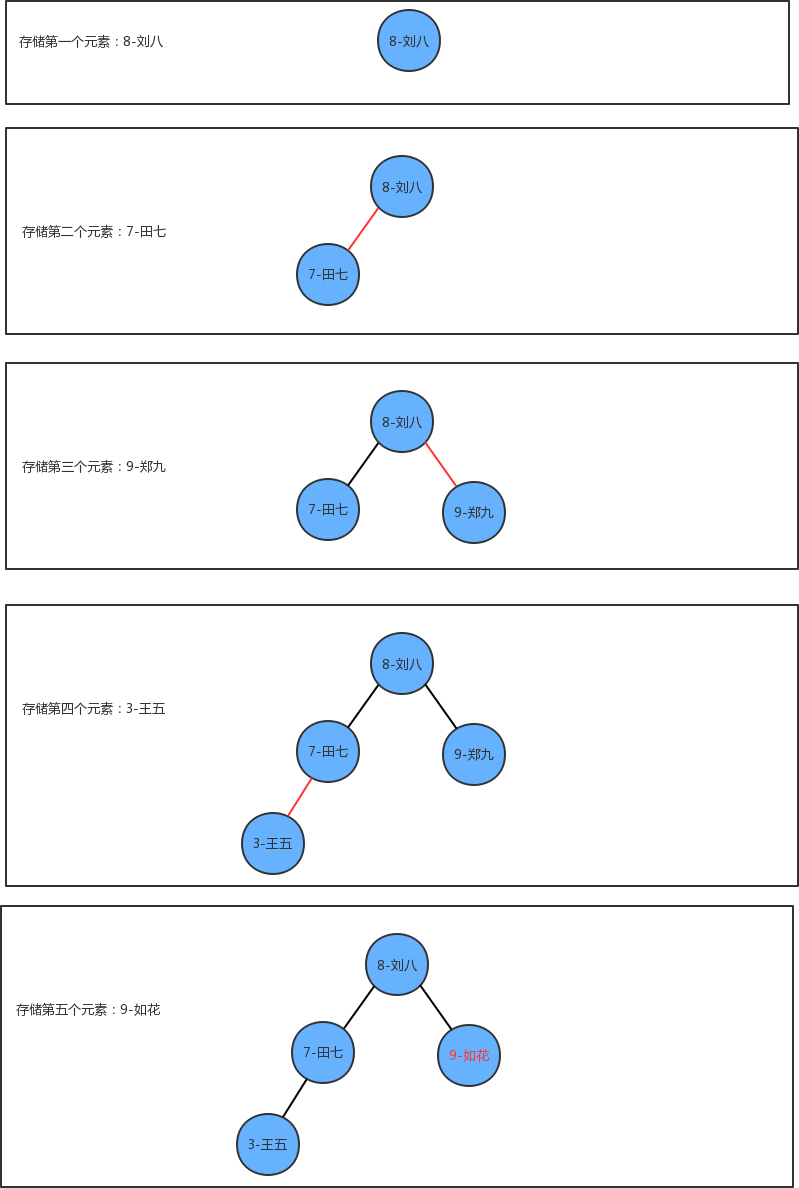 存储第一个元素：8-刘八
8-刘八
8-刘八
存储第二个元素：7-田七
7-田七
8-刘八
存储第三个元素：9-郑九
7-田七
9-郑九
8-刘八
存储第四个元素：3-王五
7-田七
9-郑九
3-王五
8-刘八
存储第五个元素：9-如花
7-田七
9-如花
3-王五